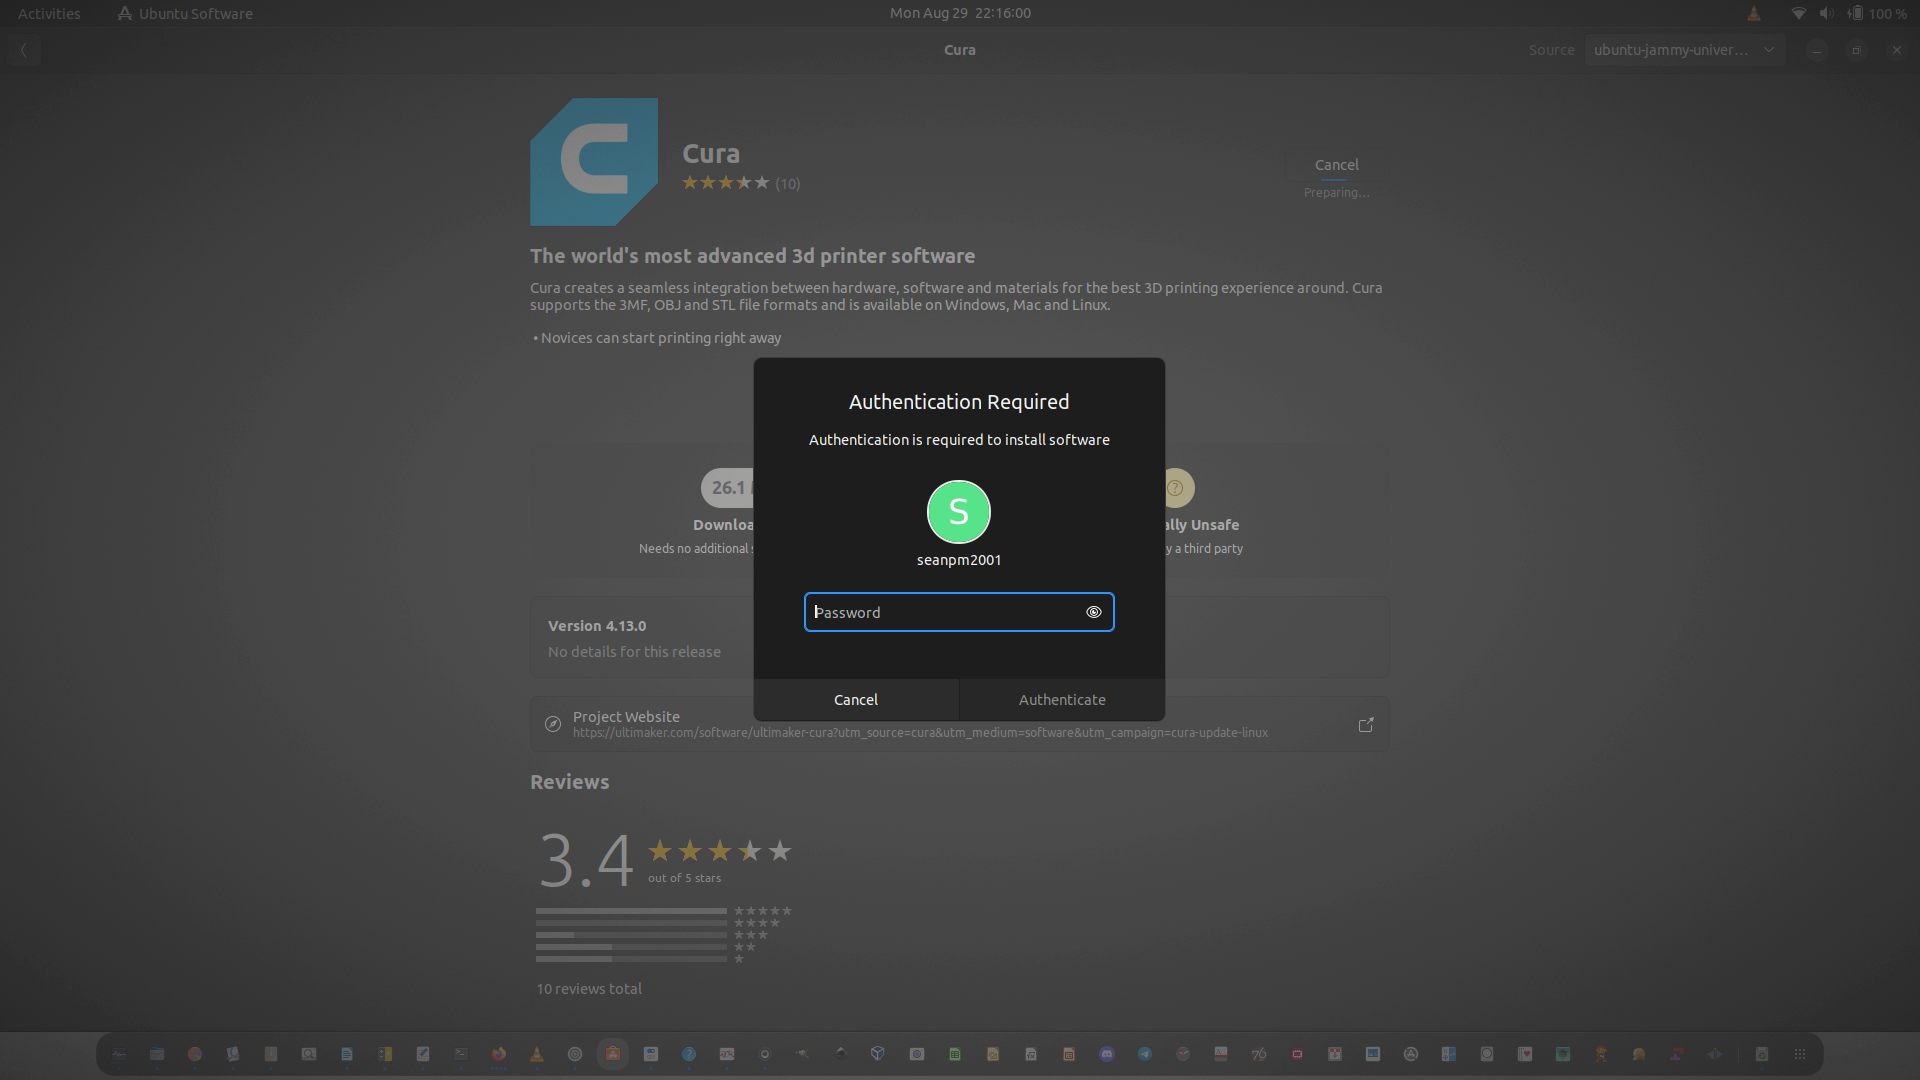 Activities
Ubuntu Software
Mon Aug 29 22:16:00
100 %
Cura
Source
ubuntu-jammy-univer...
Cura
(10)
Cancel
Preparing...
The world's most advanced 3d printer software
Cura creates a seamless integration between hardware, software and materials for the best 3D printing experience around. Cura
supports the 3MF, OBJ and STL file formats and is available on Windows, Mac and Linux.
• Novices can start printing right away
Authentication Required
Authentication is required to install software
S
seanpm2001
Password
Cancel
Authenticate
26.1
Downloa
Needs no additional
ally Unsafe
y a third party
Version 4.13.0
No details for this release
Project Website
https://ultimaker.com/software/ultimaker-cura?utm_source=cura&utm_medium=software&utm_campaign=cura-update-linux
Reviews
3.4
out of 5 stars
10 reviews total